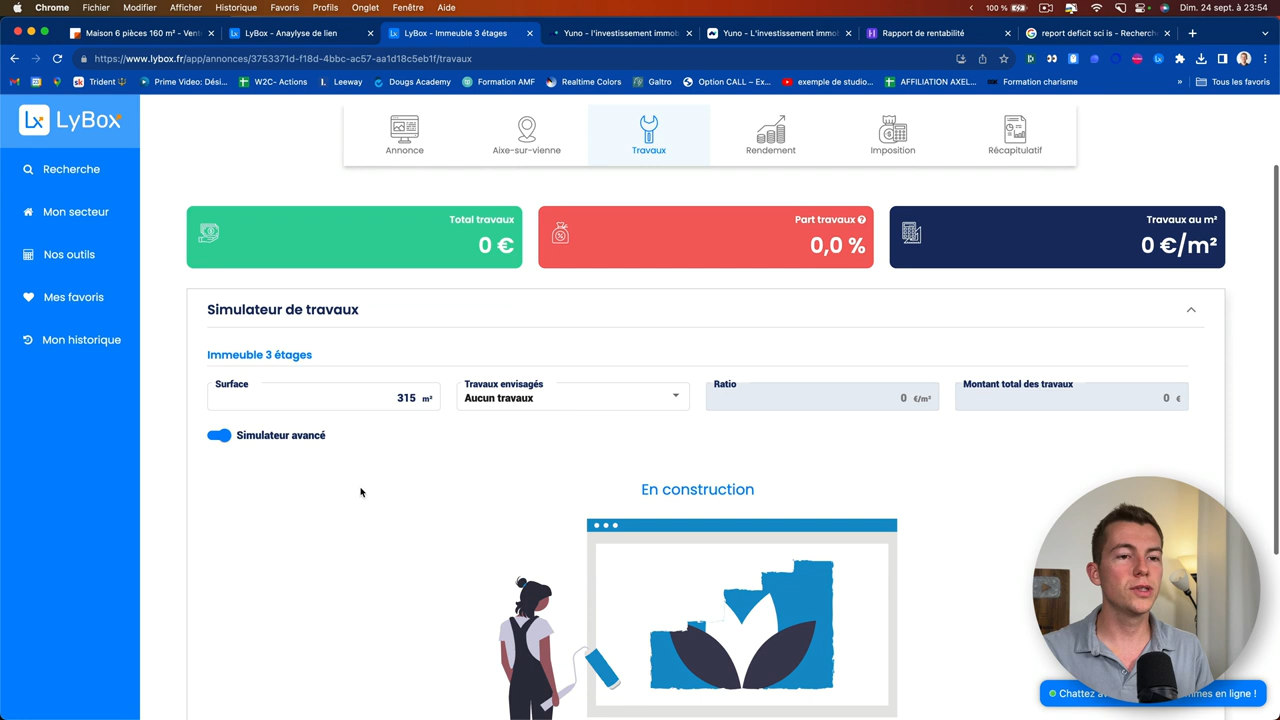 Chrome Fichier Modifier Afficher Historique Favoris Profils Onglet Fenêtre Aide 100 % Dim. 24 sept. à 23:54
Maison 6 pièces 160 m² - Vent
LyBox - Anaylyse de lien
LyBox - Immeuble 3 étages
Yuno - l'investissement immob
Yuno - L'investissement immob
Rapport de rentabilité
report deficit sci is - Recherch
https://www.lybox.fr/app/annonces/3753371f-f18d-4bbc-ac57-aa1d18c5eb1f/travaux
Trident 🔱
Prime Video: Dési...
W2C- Actions
Leeway
Dougs Academy
Formation AMF
Realtime Colors
Galtro
Option CALL – Ex...
exemple de studio...
AFFILIATION AXEL...
Formation charisme
»
Tous les favoris
Lx LyBox
Recherche
Mon secteur
Nos outils
Mes favoris
Mon historique
Annonce
Aixe-sur-vienne
Travaux
Rendement
Imposition
Récapitulatif
Total travaux
0 €
Part travaux
0,0 %
Travaux au m²
0 €/m²
Simulateur de travaux
Immeuble 3 étages
Surface
315 m²
Travaux envisagés
Aucun travaux
Ratio
0 €/m²
Montant total des travaux
0 €
Simulateur avancé
En construction
Chattez av
mmes en ligne !